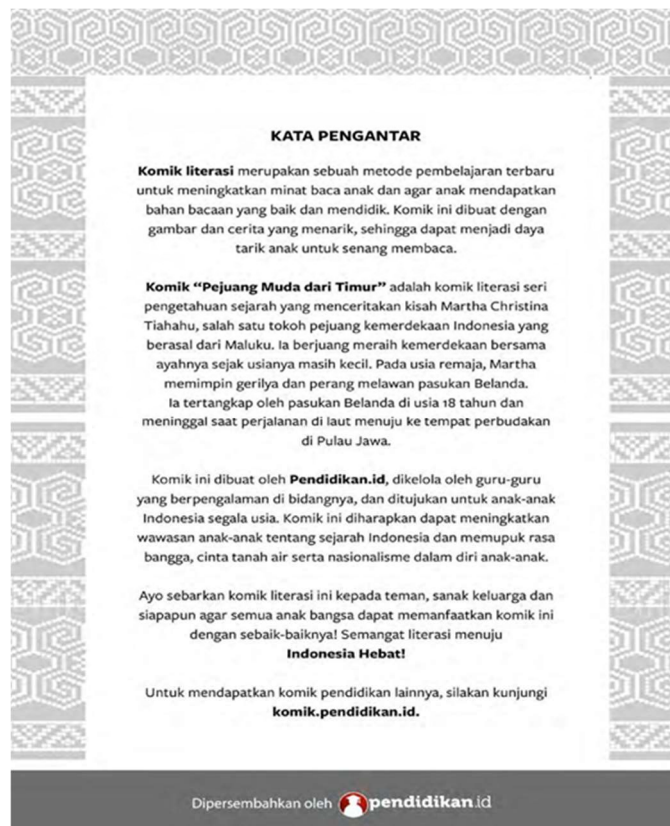 KATA PENGANTAR
Komik literasi merupakan sebuah metode pembelajaran terbaru
untuk meningkatkan minat baca anak dan agar anak mendapatkan
bahan bacaan yang baik dan mendidik. Komik ini dibuat dengan
gambar dan cerita yang menarik, sehingga dapat menjadi daya
tarik anak untuk senang membaca.
Komik “Pejuang Muda dari Timur” adalah komik literasi seri
pengetahuan sejarah yang menceritakan kisah Martha Christina
Tiahahu, salah satu tokoh pejuang kemerdekaan Indonesia yang
berasal dari Maluku. Ia berjuang meraih kemerdekaan bersama
ayahnya sejak usianya masih kecil. Pada usia remaja, Martha
memimpin gerilya dan perang melawan pasukan Belanda.
Ia tertangkap oleh pasukan Belanda di usia 18 tahun dan
meninggal saat perjalanan di laut menuju ke tempat perbudakan
di Pulau Jawa.
Komik ini dibuat oleh Pendidikan.id, dikelola oleh guru-guru
yang berpengalaman di bidangnya, dan ditujukan untuk anak-anak
Indonesia segala usia. Komik ini diharapkan dapat meningkatkan
wawasan anak-anak tentang sejarah Indonesia dan memupuk rasa
bangga, cinta tanah air serta nasionalisme dalam diri anak-anak.
Ayo sebarkan komik literasi ini kepada teman, sanak keluarga dan
siapapun agar semua anak bangsa dapat memanfaatkan komik ini
dengan sebaik-baiknya! Semangat literasi menuju
Indonesia Hebat!
Untuk mendapatkan komik pendidikan lainnya, silakan kunjungi
komik.pendidikan.id.
Dipersembahkan oleh pendidikan.id